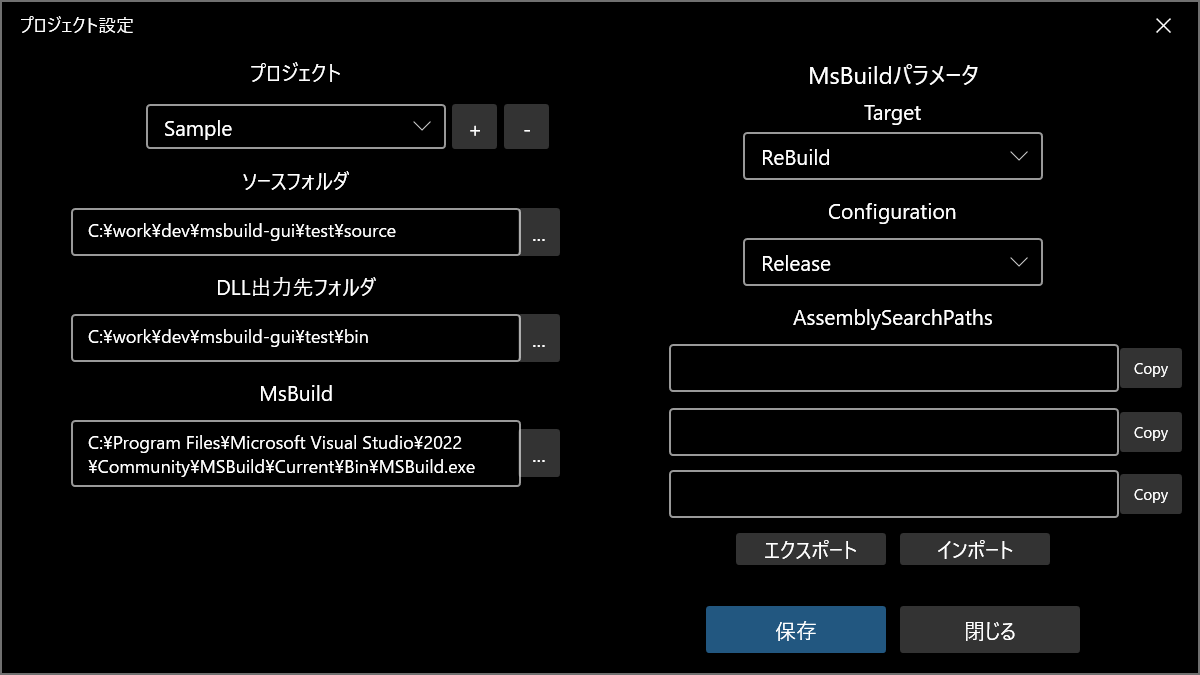 プロジェクト設定
プロジェクト
Sample
+
-
ソースフォルダ
C:¥work¥dev¥msbuild-gui¥test¥source
...
DLL出力先フォルダ
C:¥work¥dev¥msbuild-gui¥test¥bin
...
MsBuild
C:¥Program Files¥Microsoft Visual Studio¥2022
¥Community¥MSBuild¥Current¥Bin¥MSBuild.exe
...
MsBuildパラメータ
Target
ReBuild
Configuration
Release
AssemblySearchPaths
Copy
Copy
Copy
エクスポート
インポート
保存
閉じる